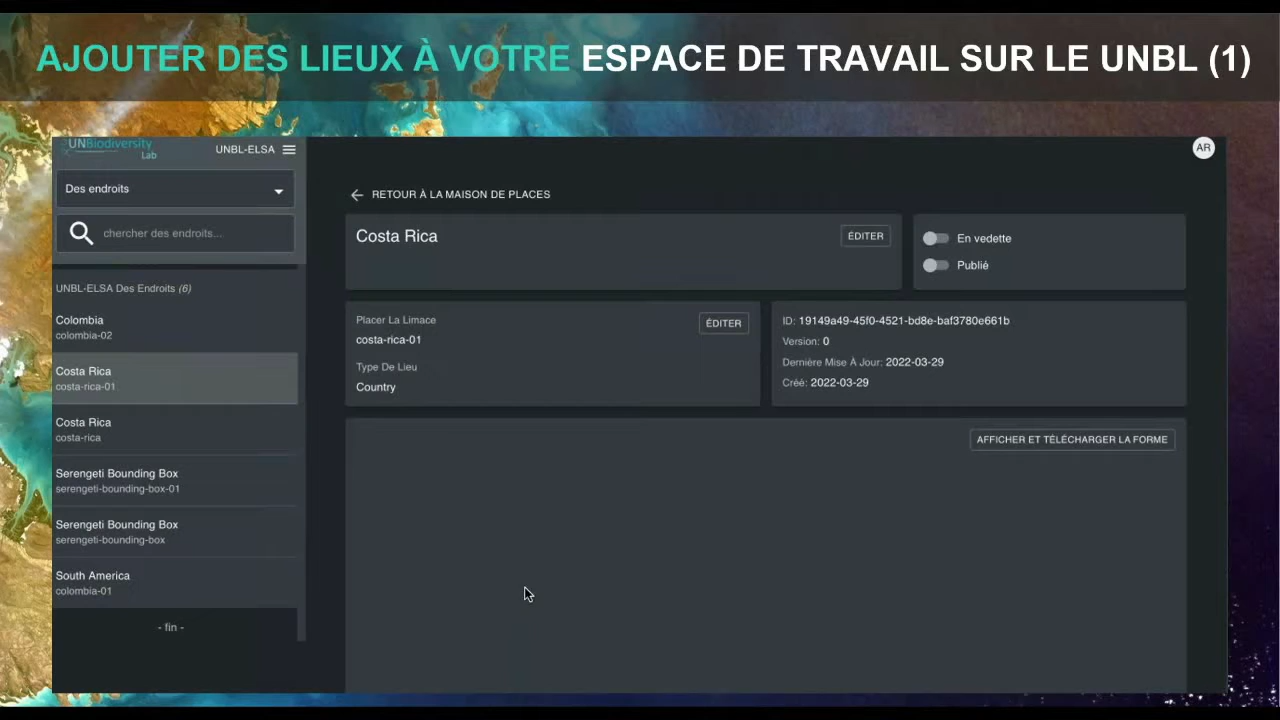 AJOUTER DES LIEUX À VOTRE ESPACE DE TRAVAIL SUR LE UNBL (1)
UNBiodiversity
Lab
UNBL-ELSA
AR
Des endroits
chercher des endroits...
UNBL-ELSA Des Endroits (6)
Colombia
colombia-02
Costa Rica
costa-rica-01
Costa Rica
costa-rica
Serengeti Bounding Box
serengeti-bounding-box-01
Serengeti Bounding Box
serengeti-bounding-box
South America
colombia-01
- fin -
RETOUR À LA MAISON DE PLACES
Costa Rica
ÉDITER
En vedette
Publié
Placer La Limace
ÉDITER
costa-rica-01
Type De Lieu
Country
ID: 19149a49-45f0-4521-bd8e-baf3780e661b
Version: 0
Dernière Mise À Jour: 2022-03-29
Créé: 2022-03-29
AFFICHER ET TÉLÉCHARGER LA FORME